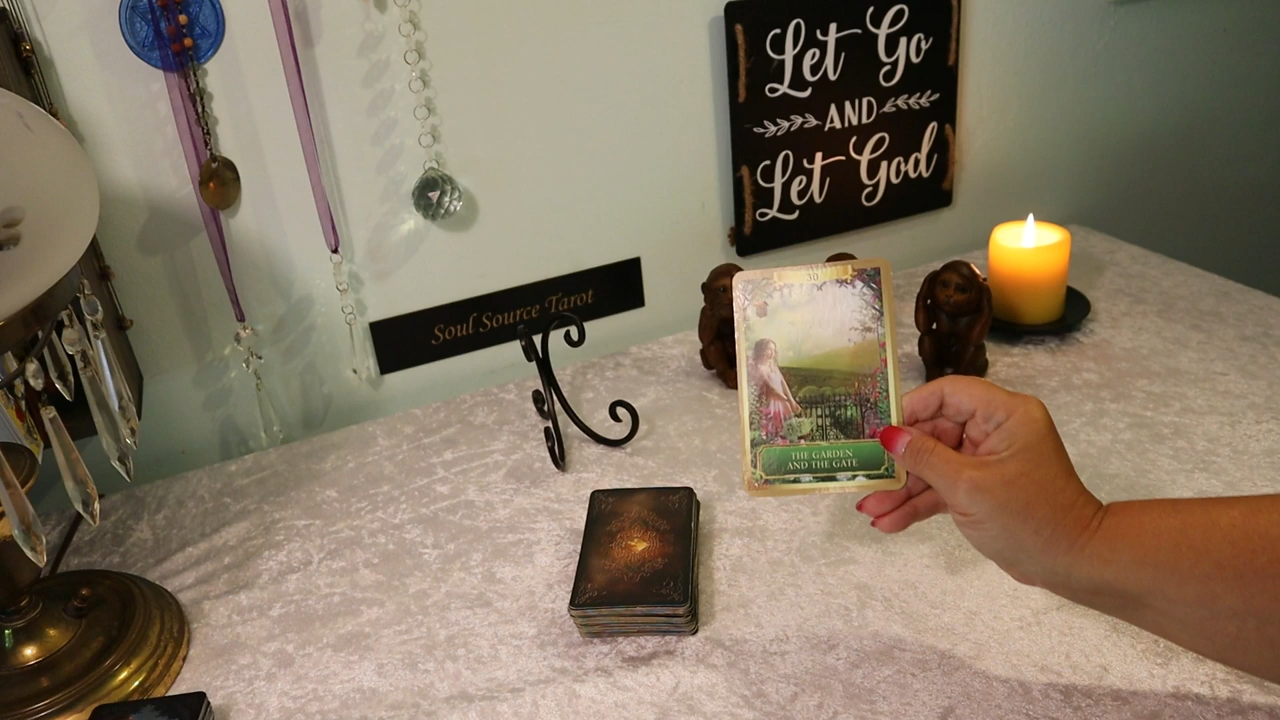 Let Go
AND
Let God
Soul Source Tarot
30
THE GARDEN
AND THE GATE